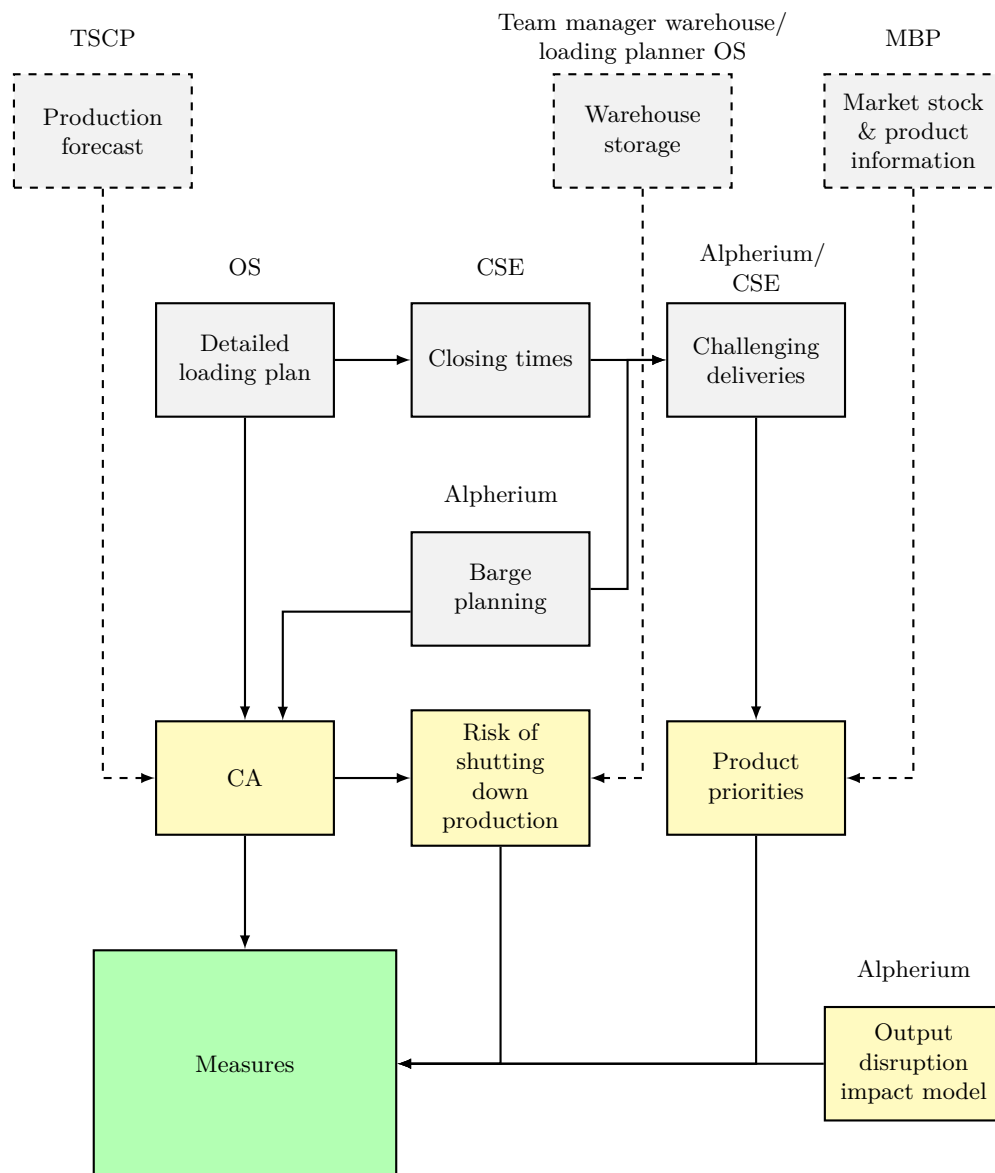 TSCP
Team manager warehouse/
loading planner OS
MBP
Production
forecast
Warehouse
storage
Market stock
& product
information
OS
CSE
Alpherium/
CSE
Detailed
loading plan
Closing times
Challenging
deliveries
Alpherium
Barge
planning
CA
Risk of
shutting
down
production
Product
priorities
Alpherium
Measures
Output
disruption
impact model